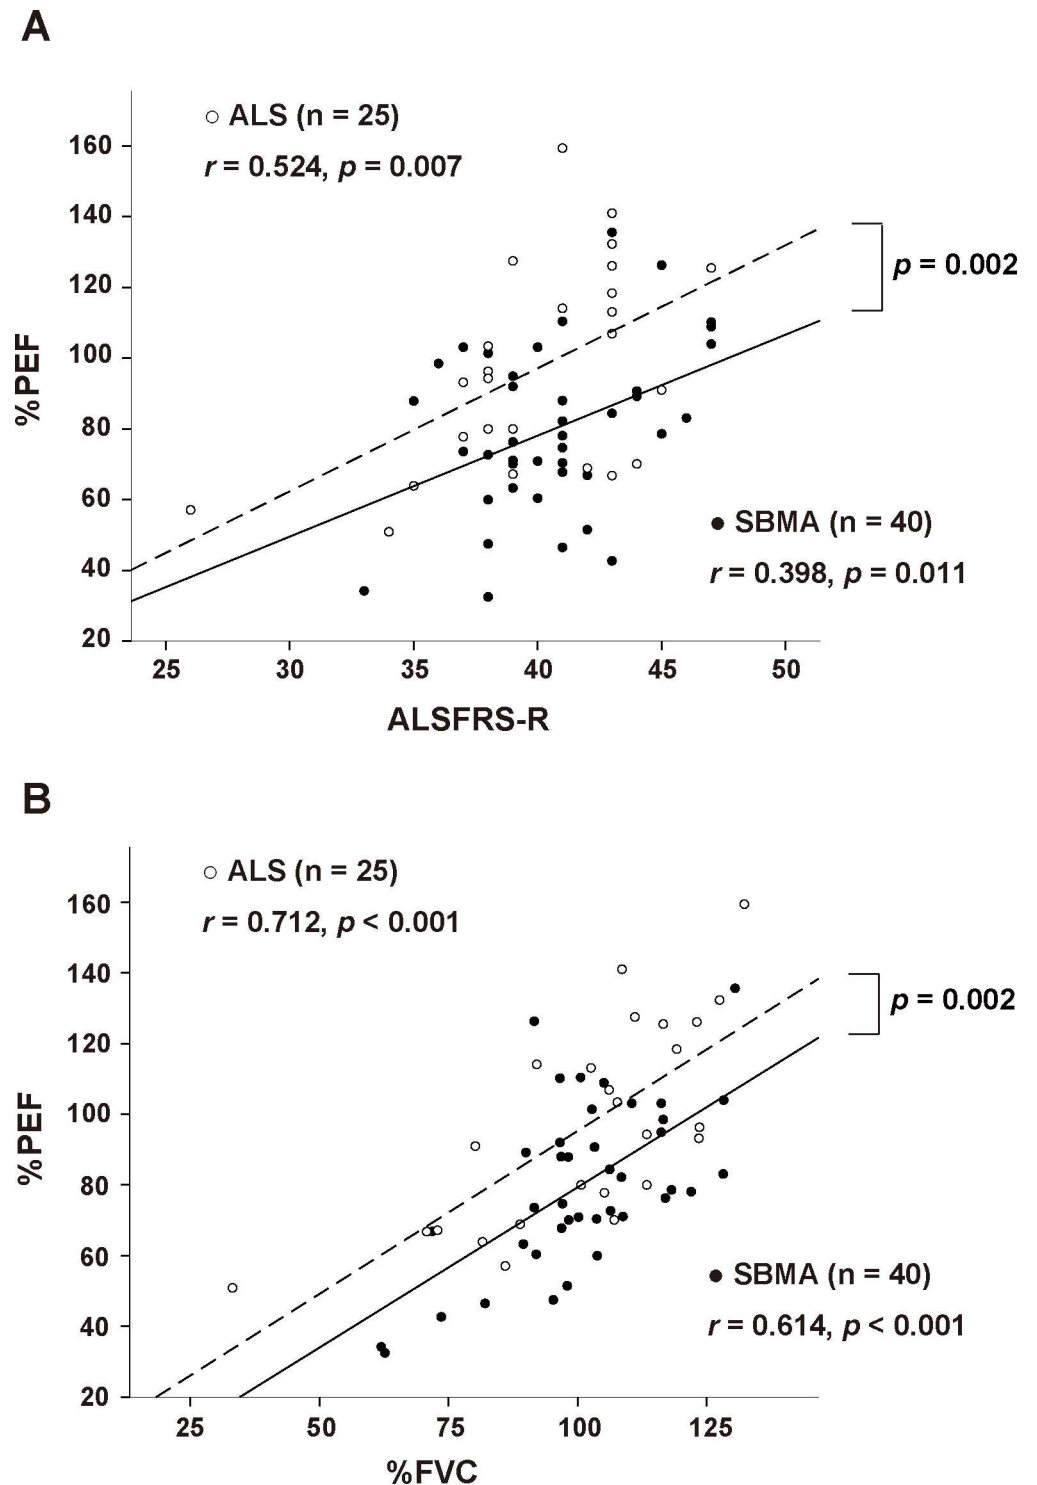 A
○ ALS (n = 25)
r = 0.524, p = 0.007
160
140
120
100
80
60
40
20
%PEF
p = 0.002
● SBMA (n = 40)
r = 0.398, p = 0.011
25 30 35 40 45 50
ALSFRS-R
B
○ ALS (n = 25)
r = 0.712, p < 0.001
160
140
120
100
80
60
40
20
%PEF
p = 0.002
● SBMA (n = 40)
r = 0.614, p < 0.001
25 50 75 100 125
%FVC